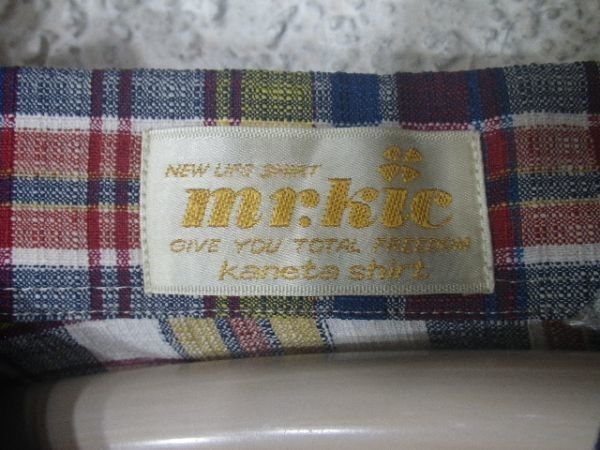 NEW LIFE SHIRT
mr.kic
GIVE YOU TOTAL FREEDOM
kaneta shirt